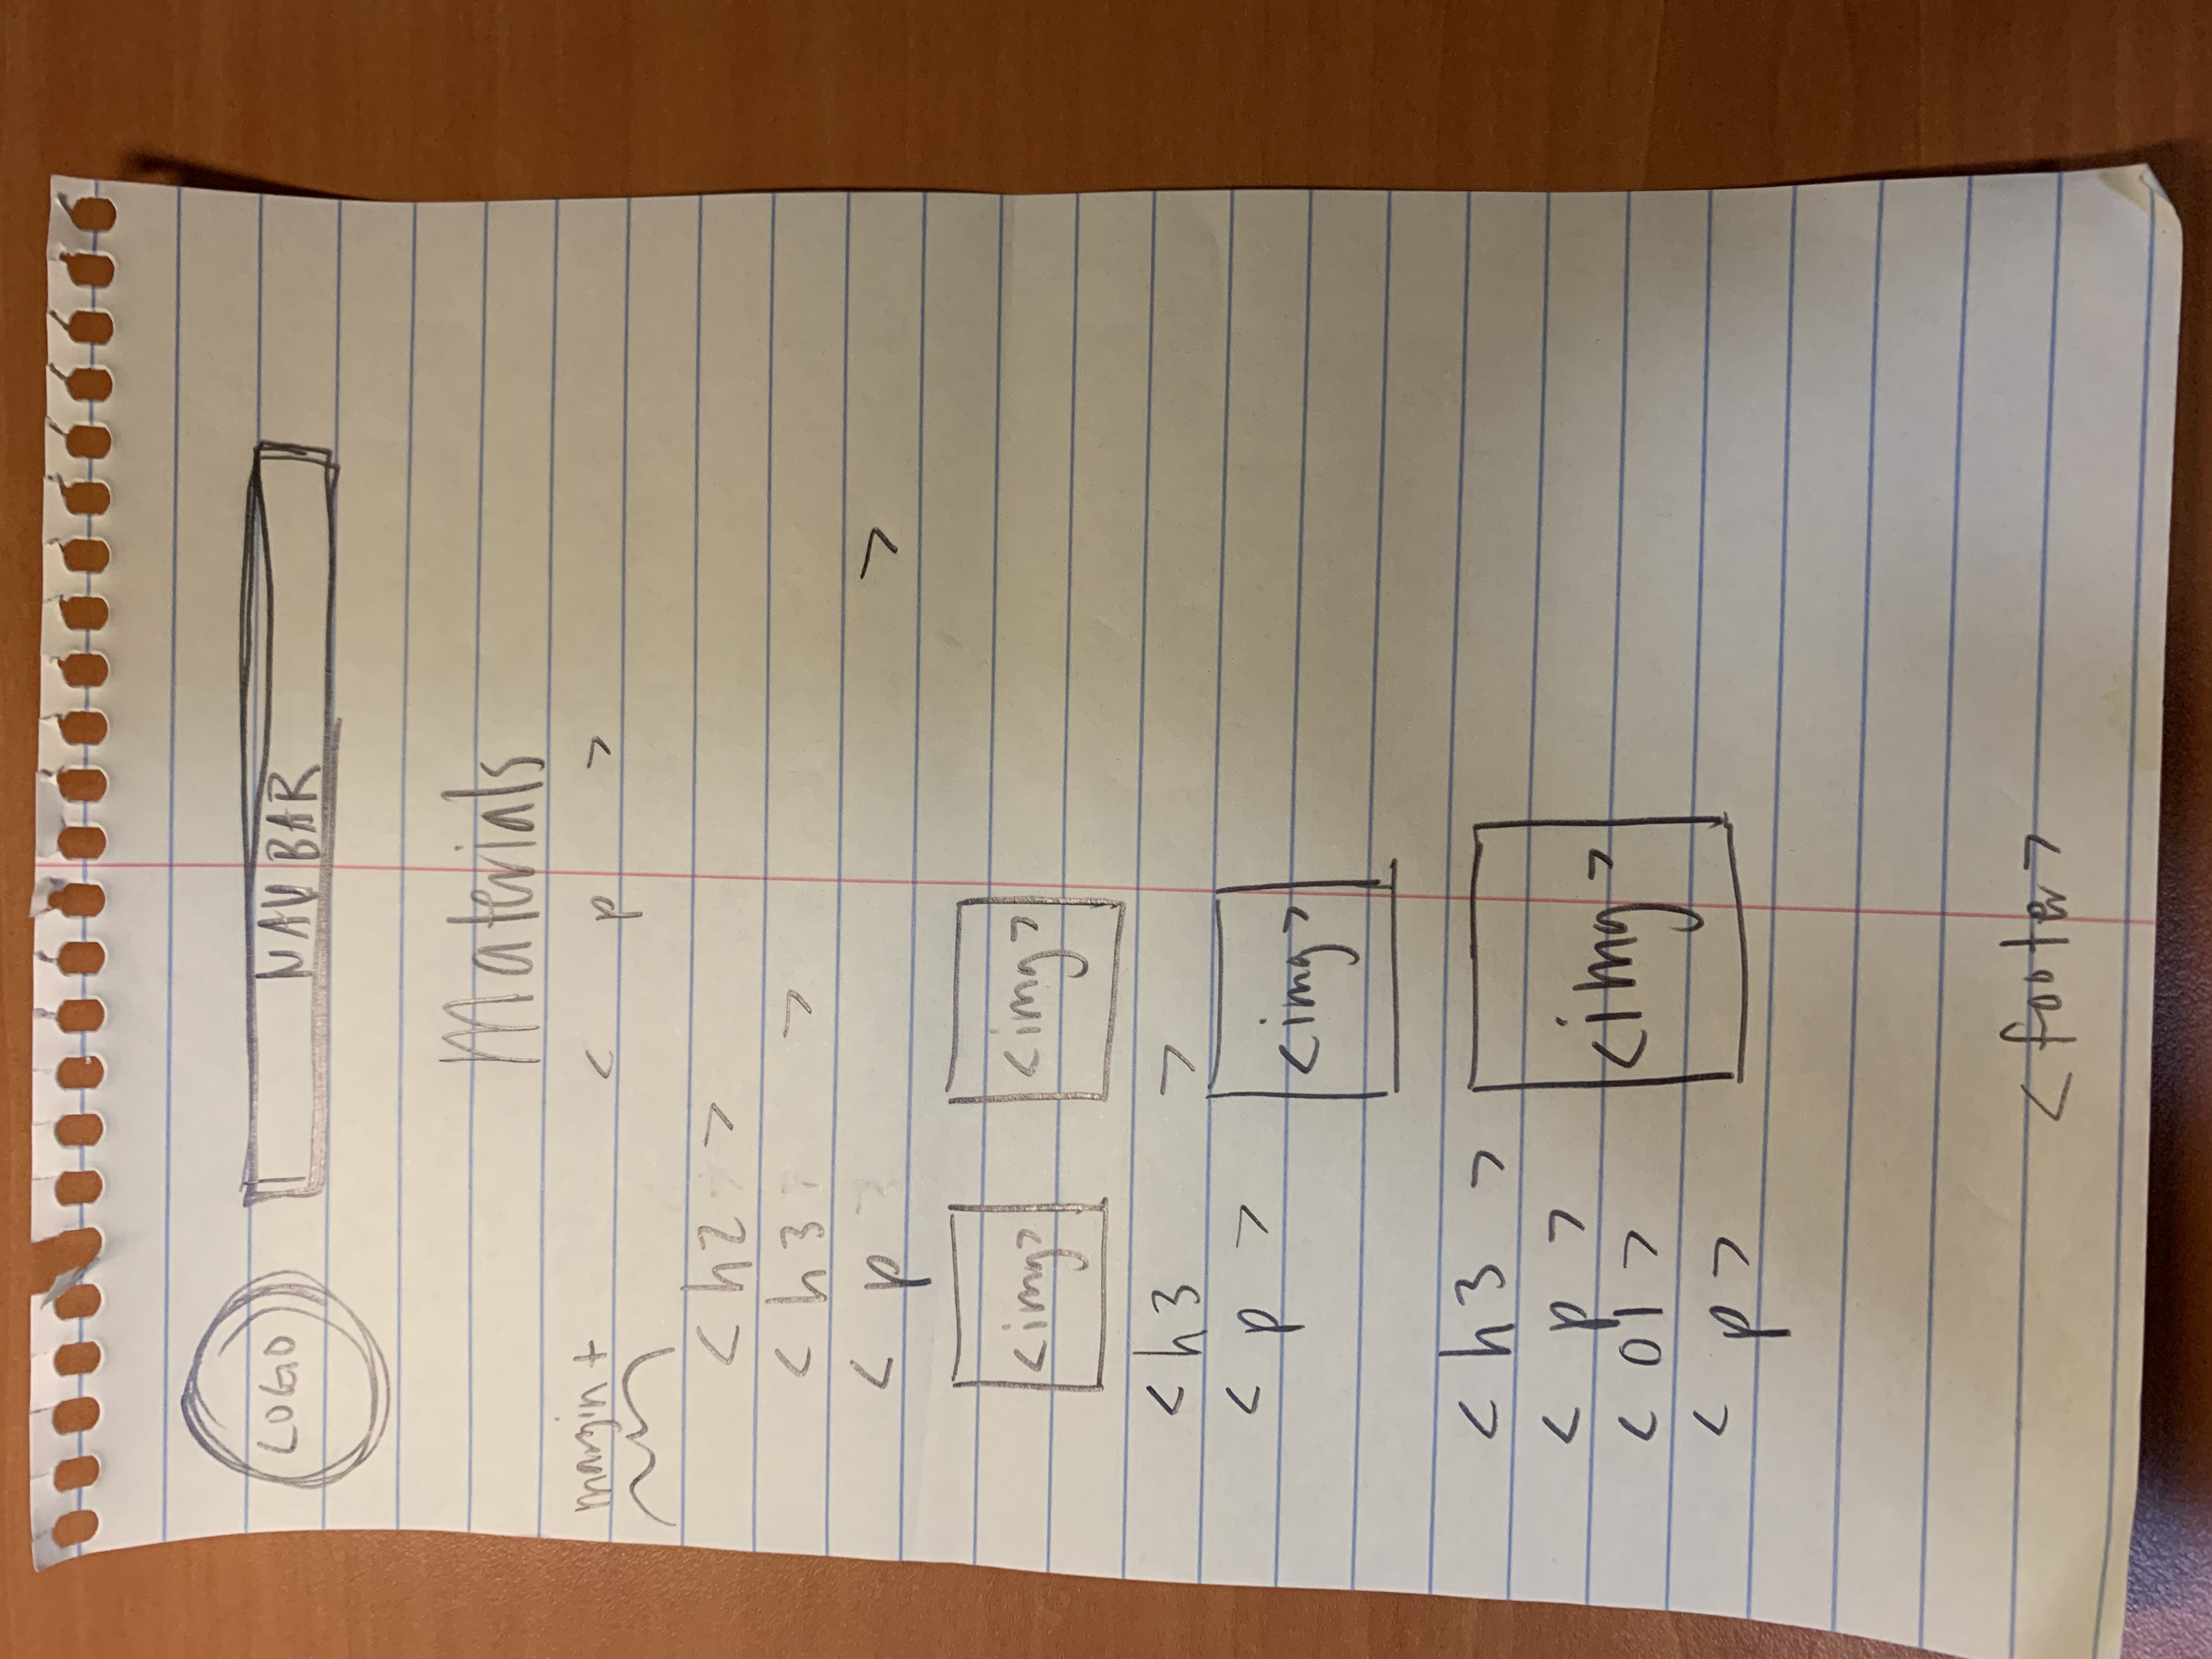 LOGO
NAV BAR
Materials
margin +
< p >
< h2 >
< h3 >
< p >
<img> <img>
<h3 >
< p >
<img>
< h3 >
< p >
<img>
< ol >
< p >
<footer>